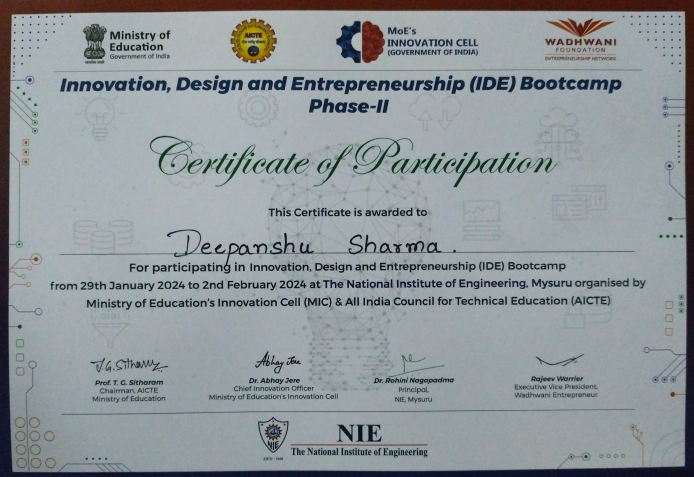 Ministry of
Education
Government of India
AICTE
MoE's
INNOVATION CELL
(GOVERNMENT OF INDIA)
WADHWANI
FOUNDATION
ENTREPRENEURSHIP NETWORK
Innovation, Design and Entrepreneurship (IDE) Bootcamp
Phase-II
Certificate of Participation
This Certificate is awarded to
Deepanshu Sharma.
For participating in Innovation, Design and Entrepreneurship (IDE) Bootcamp
from 29th January 2024 to 2nd February 2024 at The National Institute of Engineering, Mysuru organised by
Ministry of Education's Innovation Cell (MIC) & All India Council for Technical Education (AICTE)
T.G. Sitharam
Abhay Jere
Prof. T. G. Sitharam
Chairman, AICTE
Ministry of Education
Dr. Abhay Jere
Chief Innovation Officer
Ministry of Education's Innovation Cell
Dr. Rohini Nagapadma
Principal,
NIE, Mysuru
Rajeev Warrier
Executive Vice President,
Wadhwani Entrepreneur
NIE
NIE
The National Institute of Engineering